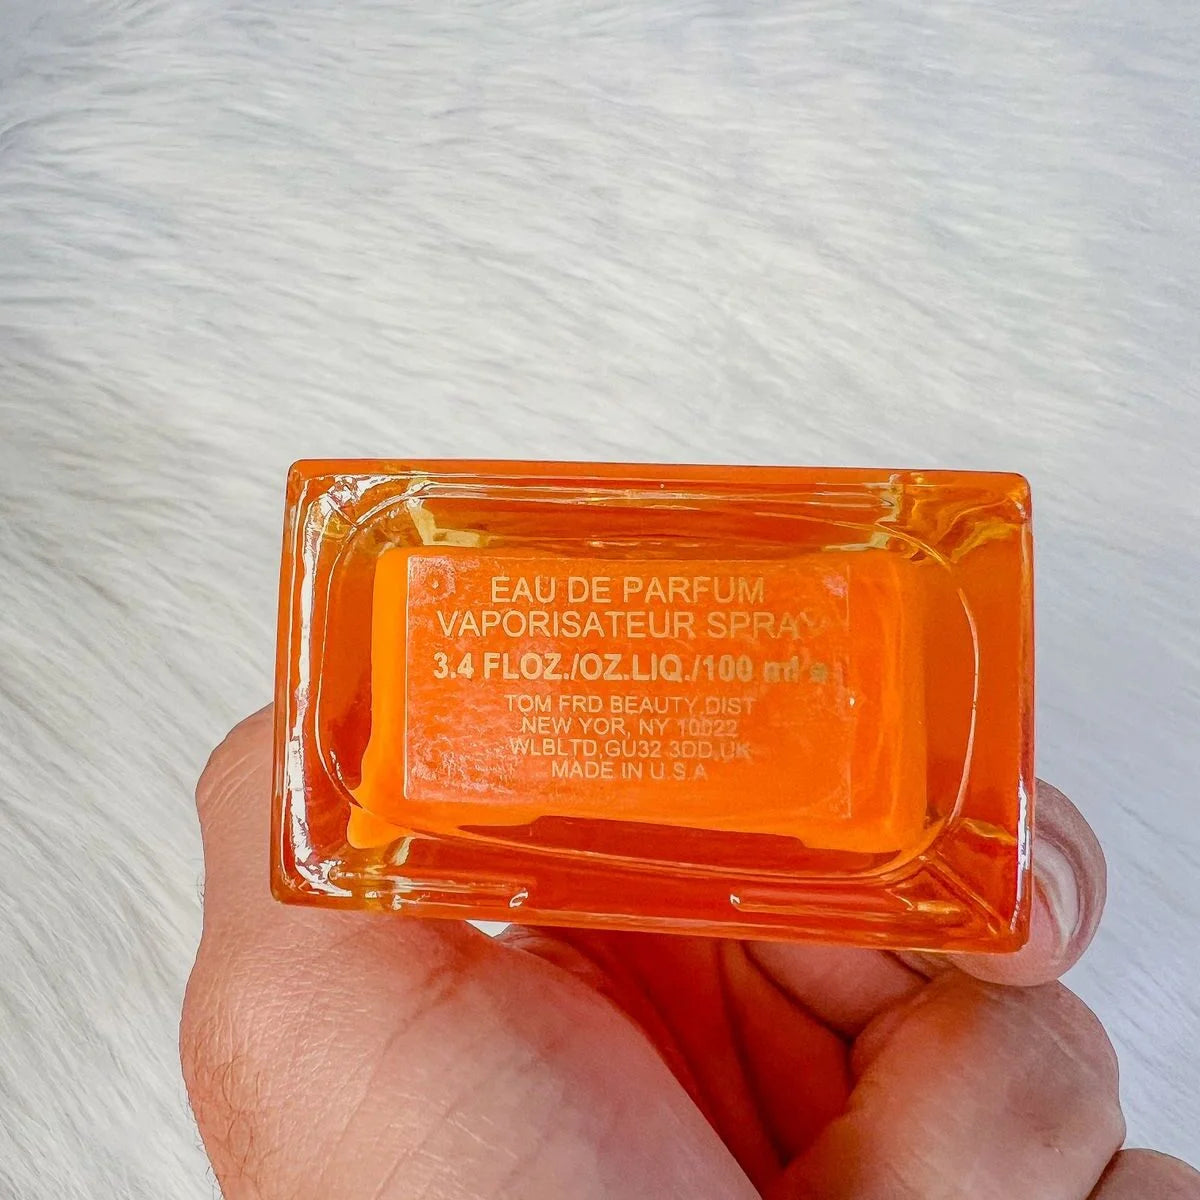 EAU DE PARFUM
VAPORISATEUR SPRAY
3.4 FLOZ./OZ.LIQ./100 ml e
TOM FRD BEAUTY,DIST
NEW YOR, NY 10022
WLBLTD,GU32 3DD,UK
MADE IN U.S.A